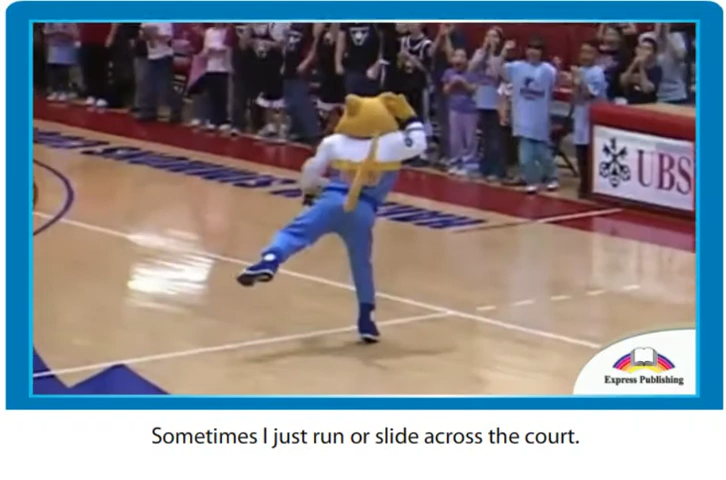 UBS
Express Publishing
Sometimes I just run or slide across the court.